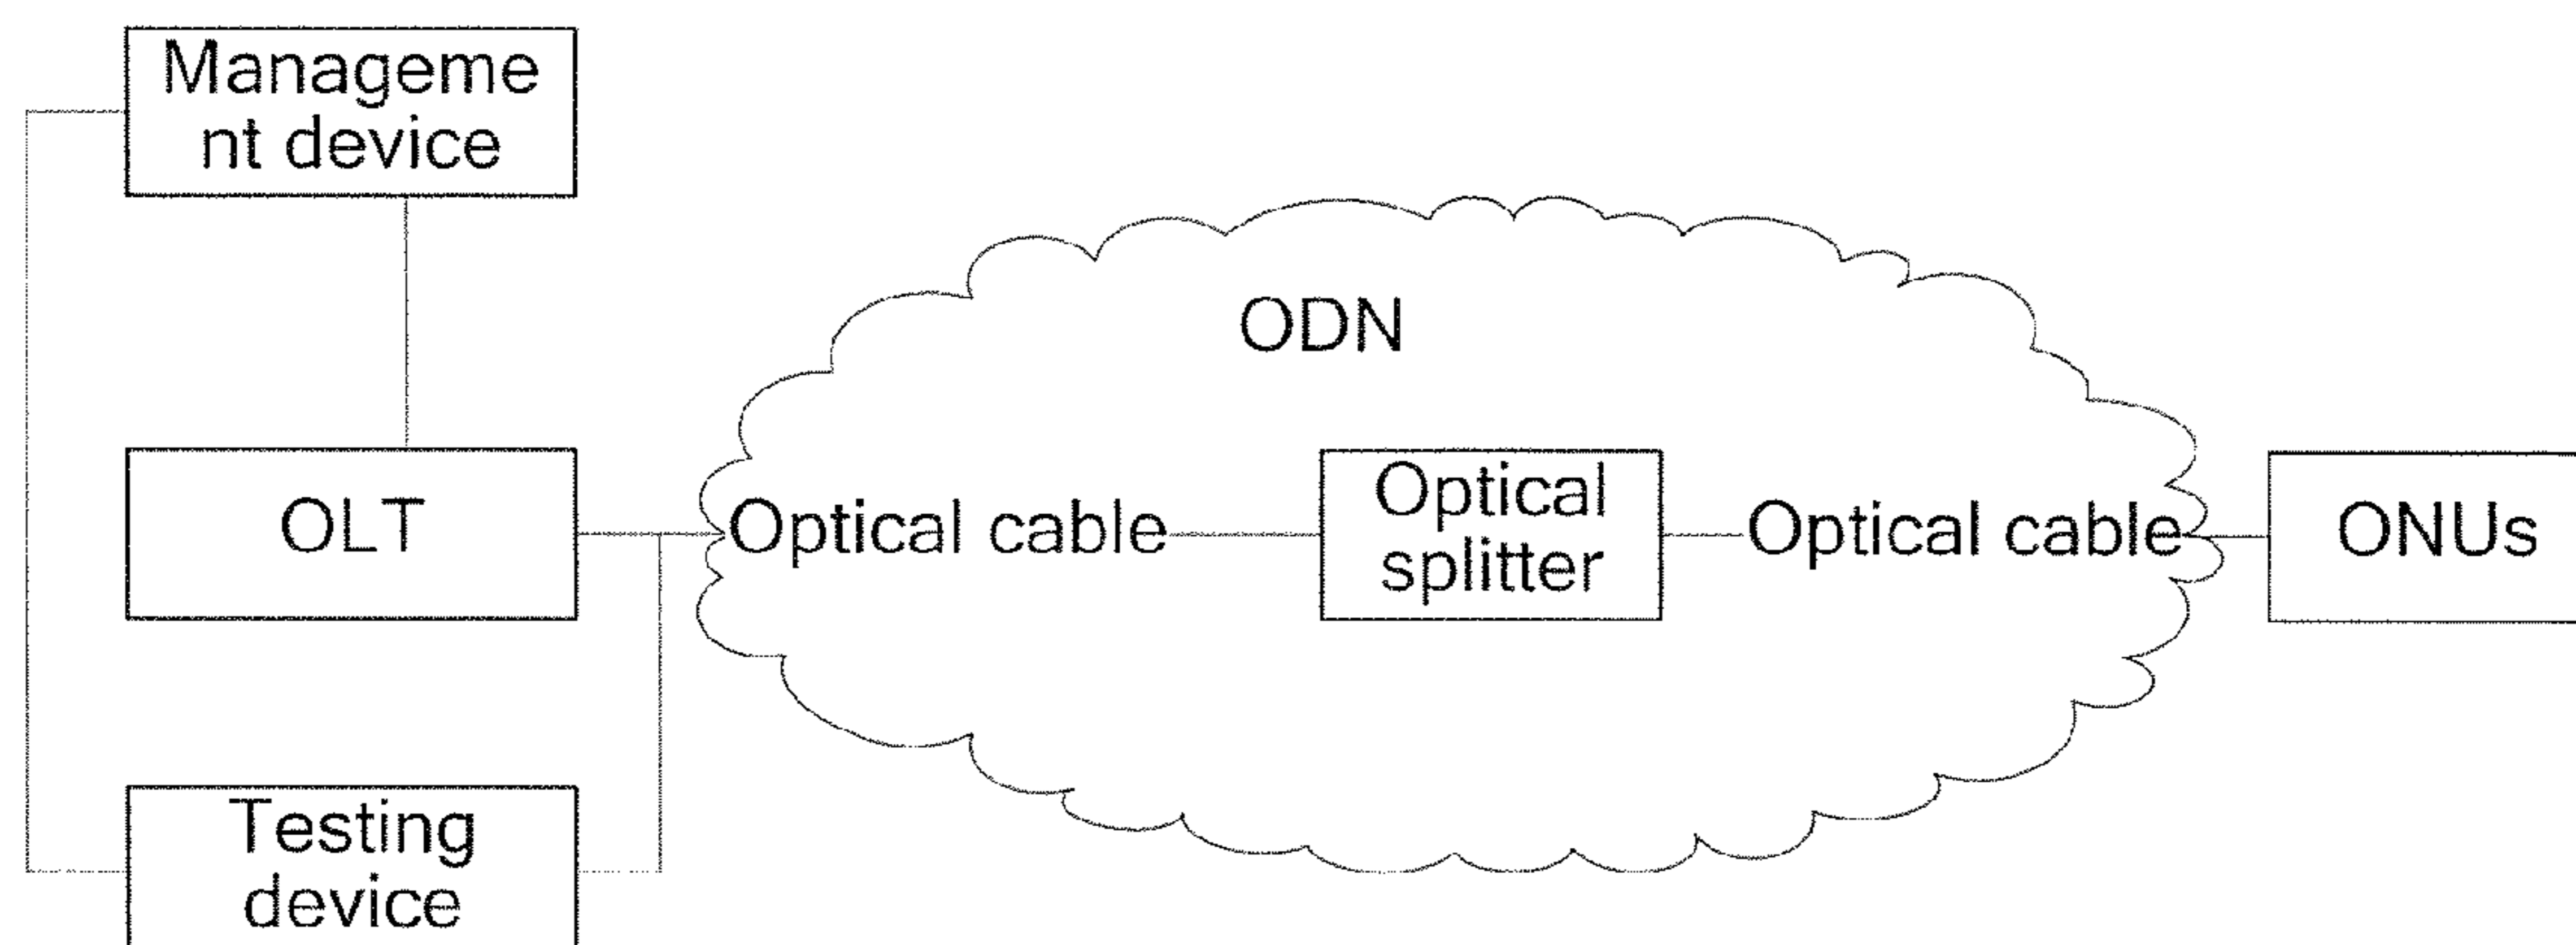 Manageme
nt device
ODN
OLT
Optical cable
Optical
splitter
Optical cable
ONUs
Testing
device